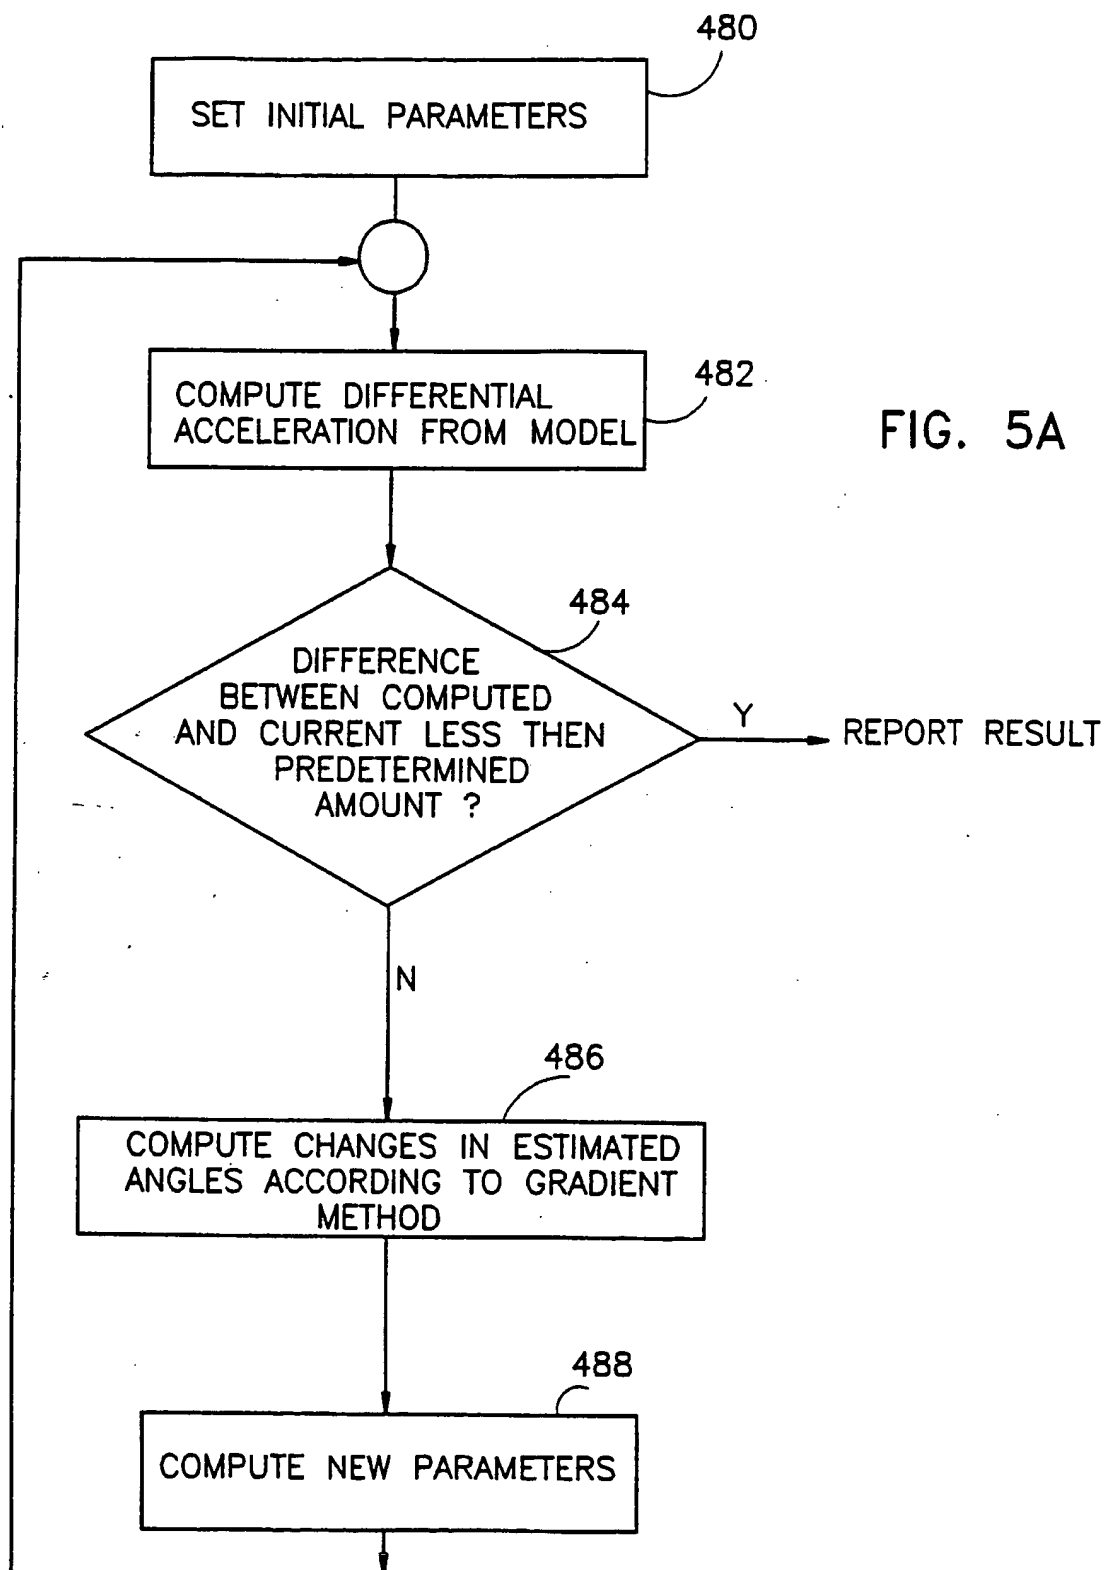 480
SET INITIAL PARAMETERS
COMPUTE DIFFERENTIAL
ACCELERATION FROM MODEL
482
FIG. 5A
484
DIFFERENCE
BETWEEN COMPUTED
AND CURRENT LESS THEN
PREDETERMINED
AMOUNT ?
Y
REPORT RESULT
N
486
COMPUTE CHANGES IN ESTIMATED
ANGLES ACCORDING TO GRADIENT
METHOD
488
COMPUTE NEW PARAMETERS